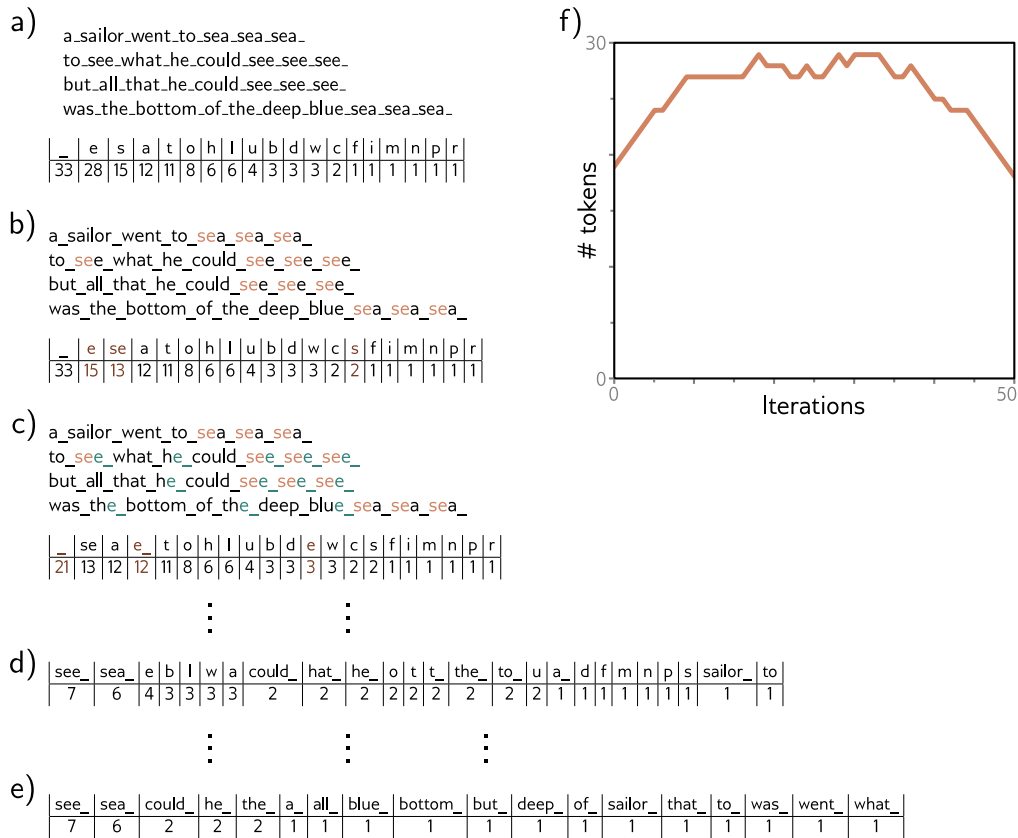 a)
a_sailor_went_to_sea_sea_sea_
to_see_what_he_could_see_see_see_
but_all_that_he_could_see_see_see_
was_the_bottom_of_the_deep_blue_sea_sea_sea_
_ e s a t o h l u b d w c f i m n p r
33 28 15 12 11 8 6 6 4 3 3 3 2 1 1 1 1 1 1
b)
a_sailor_went_to_sea_sea_sea_
to_see_what_he_could_see_see_see_
but_all_that_he_could_see_see_see_
was_the_bottom_of_the_deep_blue_sea_sea_sea_
_ e se a t o h l u b d w c s f i m n p r
33 15 13 12 11 8 6 6 4 3 3 3 2 2 1 1 1 1 1 1
c)
a_sailor_went_to_sea_sea_sea_
to_see_what_he_could_see_see_see_
but_all_that_he_could_see_see_see_
was_the_bottom_of_the_deep_blue_sea_sea_sea_
_ se a e_ t o h l u b d e w c s f i m n p r
21 13 12 12 11 8 6 6 4 3 3 3 3 2 2 1 1 1 1 1 1
d)
see_ sea_ e b l w a could_ hat_ he_ o t t_ the_ to_ u a_ d f m n p s sailor_ to
7 6 4 3 3 3 3 2 2 2 2 2 2 2 2 2 1 1 1 1 1 1 1 1 1
e)
see_ sea_ could_ he_ the_ a_ all_ blue_ bottom_ but_ deep_ of_ sailor_ that_ to_ was_ went_ what_
7 6 2 2 2 1 1 1 1 1 1 1 1 1 1 1 1 1
f)
30
# tokens
0
0
50
Iterations